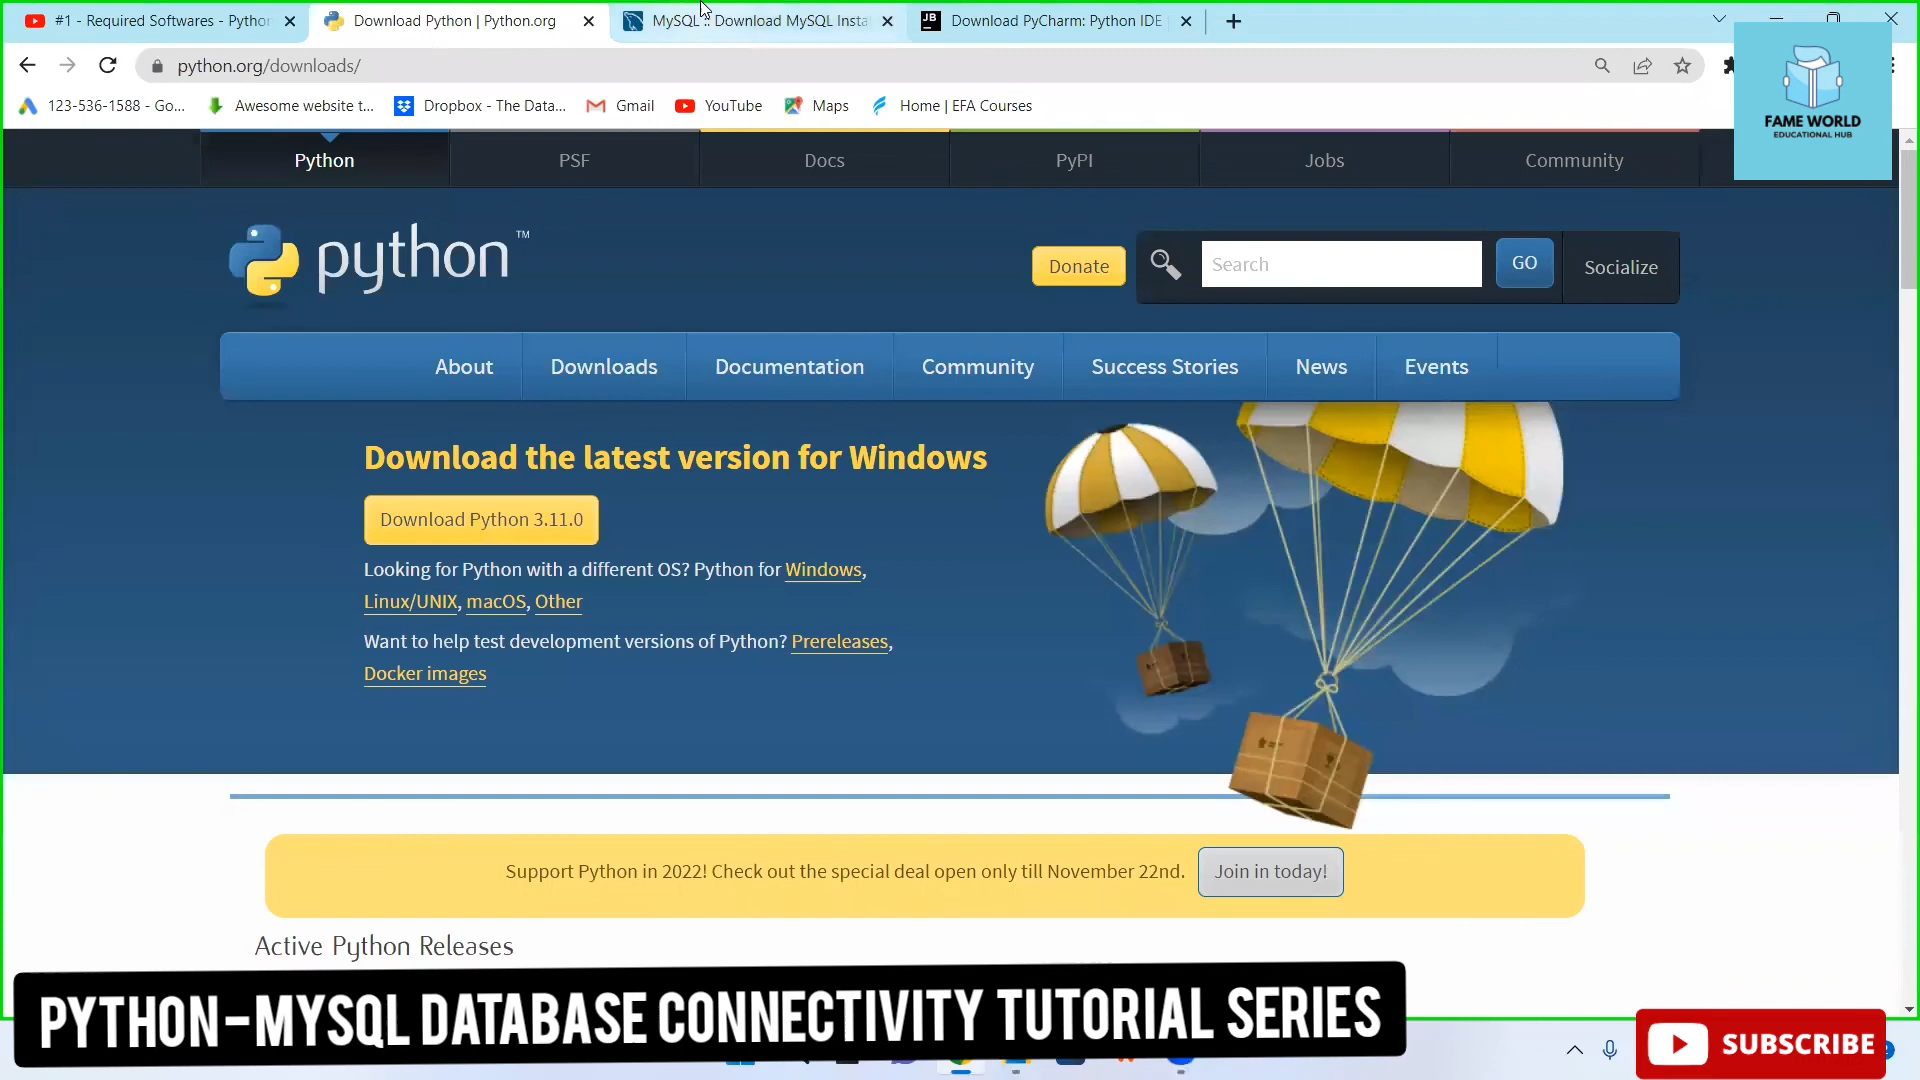 #1 - Required Softwares - Pytho
Download Python | Python.org
MySQL :: Download MySQL Insta
JB
Download PyCharm: Python IDE
python.org/downloads/
123-536-1588 - Go...
Awesome website t...
Dropbox - The Data...
Gmail
YouTube
Maps
Home | EFA Courses
FAME WORLD
EDUCATIONAL HUB
Python
PSF
Docs
PyPI
Jobs
Community
python™
Donate
Search
GO
Socialize
About
Downloads
Documentation
Community
Success Stories
News
Events
Download the latest version for Windows
Download Python 3.11.0
Looking for Python with a different OS? Python for Windows,
Linux/UNIX, macOS, Other
Want to help test development versions of Python? Prereleases,
Docker images
Support Python in 2022! Check out the special deal open only till November 22nd.
Join in today!
Active Python Releases
PYTHON-MYSQL DATABASE CONNECTIVITY TUTORIAL SERIES
SUBSCRIBE